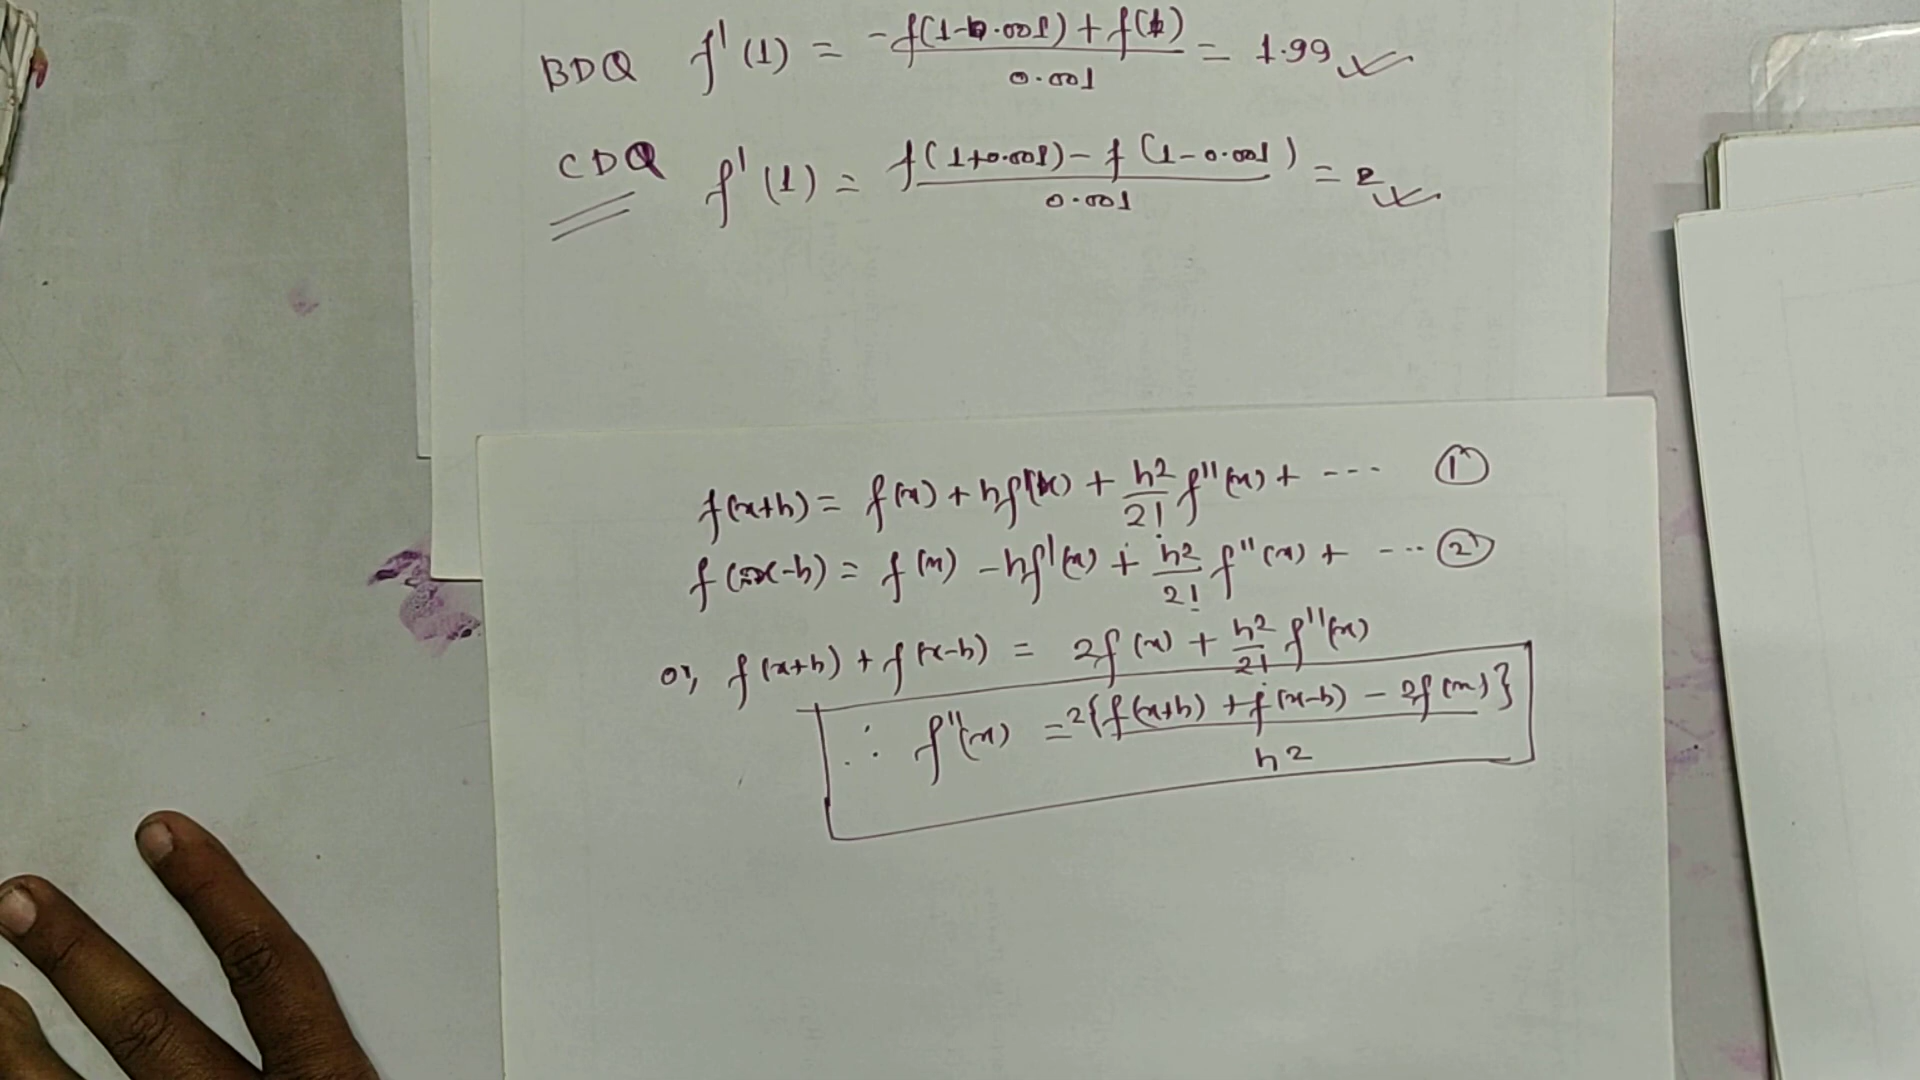 BDQ f'(1) = -f(1-0.001)+f(1) / 0.001 = 1.99
CDQ f'(1) = f(1+0.001)-f(1-0.001) / 0.001 = 2
f(x+h) = f(x)+hf'(x)+ h2/2! f''(x)+ --- 1
f(x-h) = f(x)-hf'(x)+ h2/2! f''(x)+ --- 2
or, f(x+h)+f(x-h) = 2f(x)+ h2/2! f''(x)
∴ f''(x) = 2{f(x+h)+f(x-h)-2f(x)} / h2